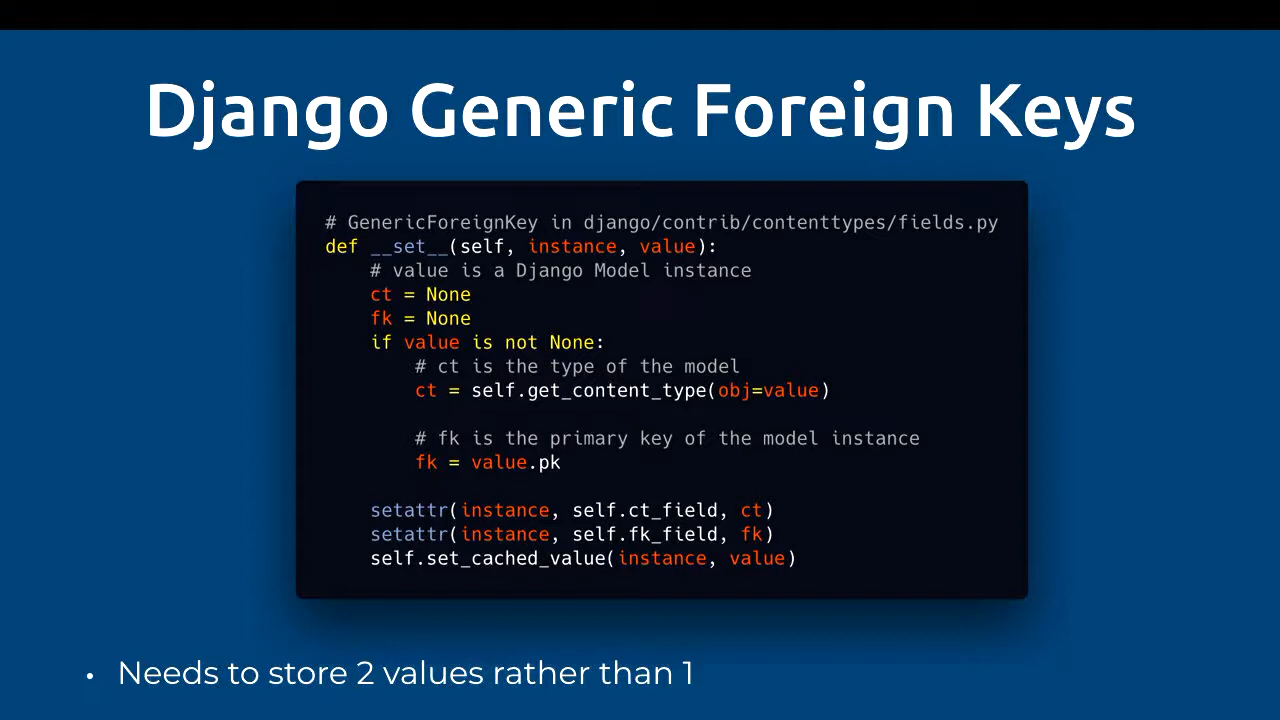 Django Generic Foreign Keys
# GenericForeignKey in django/contrib/contenttypes/fields.py
def __set__(self, instance, value):
    # value is a Django Model instance
    ct = None
    fk = None
    if value is not None:
        # ct is the type of the model
        ct = self.get_content_type(obj=value)
        # fk is the primary key of the model instance
        fk = value.pk
    setattr(instance, self.ct_field, ct)
    setattr(instance, self.fk_field, fk)
    self.set_cached_value(instance, value)
• Needs to store 2 values rather than 1